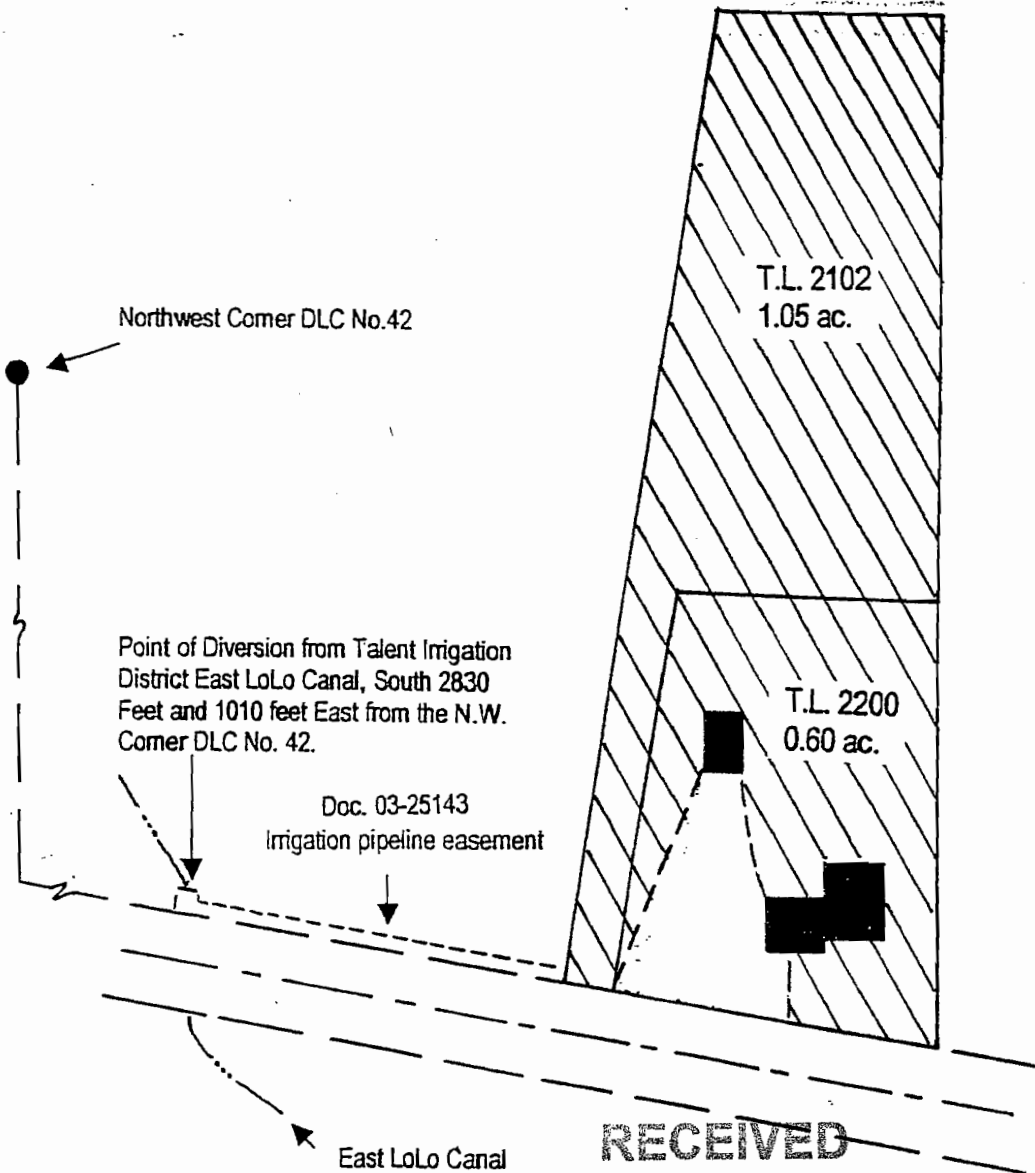 T.L. 2102
1.05 ac.
Northwest Corner DLC No.42
Point of Diversion from Talent Irrigation
District East LoLo Canal, South 2830
Feet and 1010 feet East from the N.W.
Corner DLC No. 42.
T.L. 2200
0.60 ac.
Doc. 03-25143
Irrigation pipeline easement
East LoLo Canal
RECEIVED